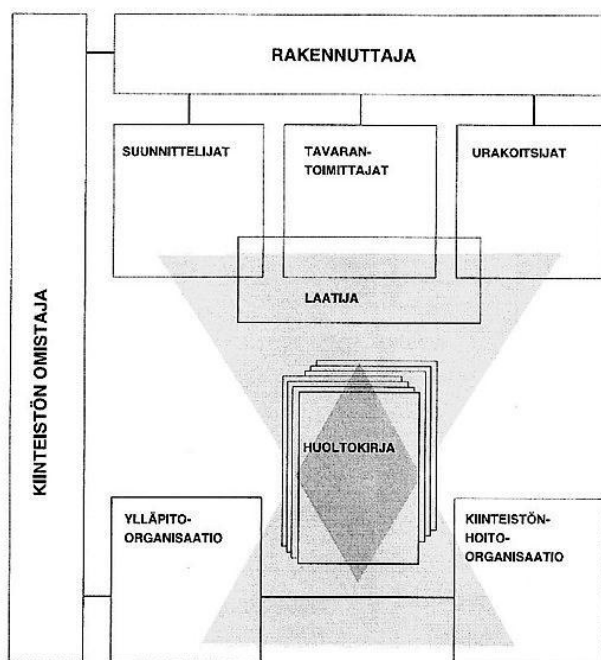 KIINTEISTÖN OMISTAJA
RAKENNUTTAJA
SUUNNITTELIJAT
TAVARAN-
TOIMITTAJAT
URAKOITSIJAT
LAATIJA
HUOLTOKIRJA
YLLÄPITO-
ORGANISAATIO
KIINTEISTÖN-
HOITO-
ORGANISAATIO